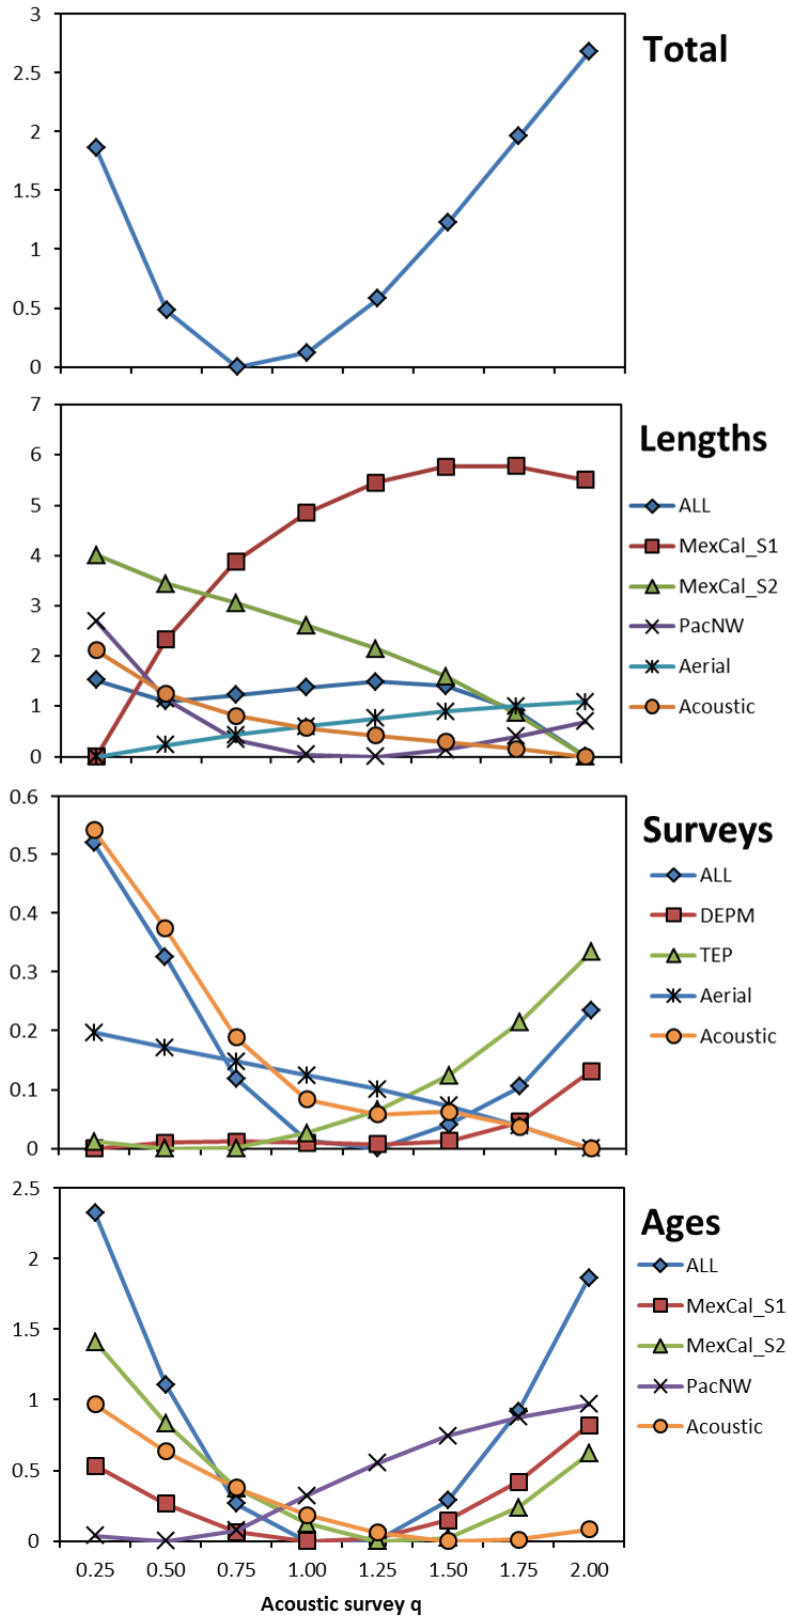 Total
3
2.5
2
1.5
1
0.5
0
Lengths
7
6
5
4
3
2
1
0
ALL
MexCal_S1
MexCal_S2
PacNW
Aerial
Acoustic
Surveys
0.6
0.5
0.4
0.3
0.2
0.1
0
ALL
DEPM
TEP
Aerial
Acoustic
Ages
2.5
2
1.5
1
0.5
0
ALL
MexCal_S1
MexCal_S2
PacNW
Acoustic
0.25 0.50 0.75 1.00 1.25 1.50 1.75 2.00
Acoustic survey q